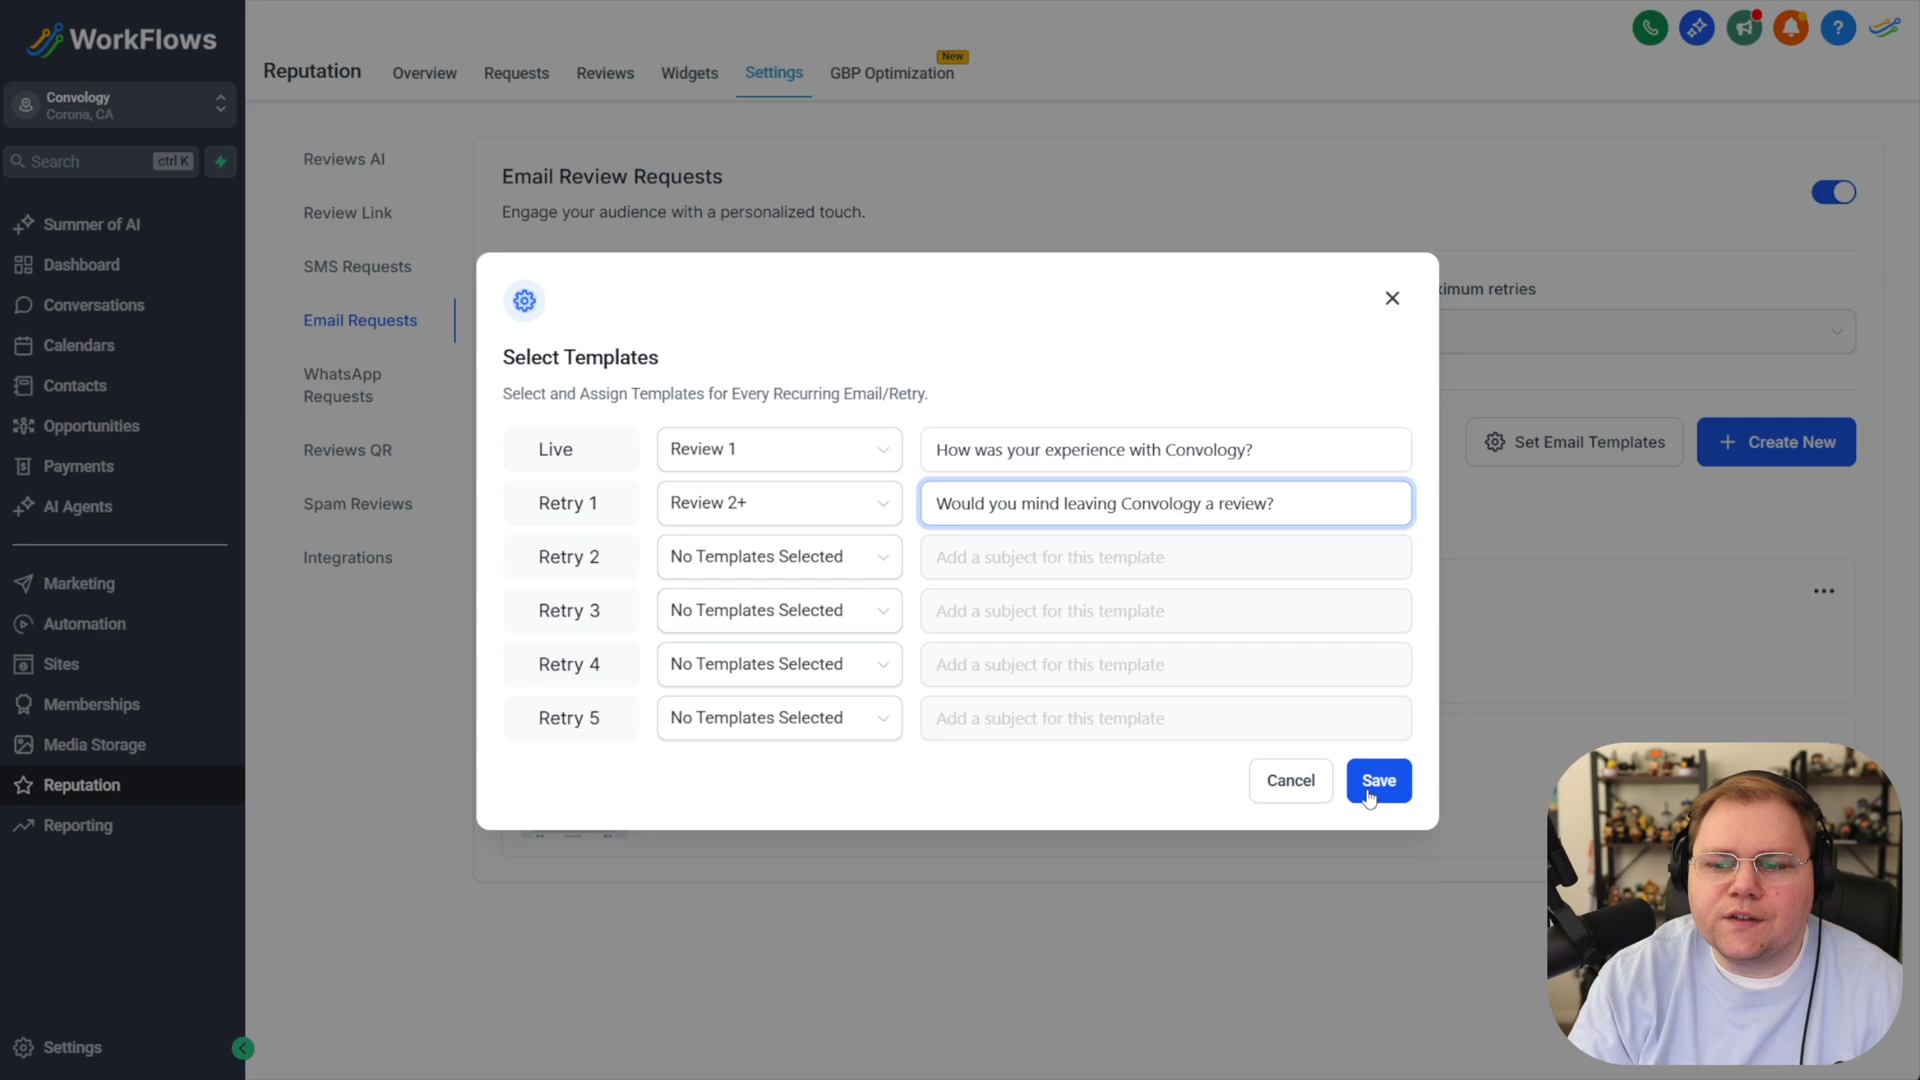 WorkFlows
Convology
Corona, CA
Search
ctrl K
Summer of AI
Dashboard
Conversations
Calendars
Contacts
Opportunities
Payments
AI Agents
Marketing
Automation
Sites
Memberships
Media Storage
Reputation
Reporting
Settings
Reputation
Overview
Requests
Reviews
Widgets
Settings
GBP Optimization
New
Reviews AI
Review Link
SMS Requests
Email Requests
WhatsApp
Requests
Reviews QR
Spam Reviews
Integrations
Email Review Requests
Engage your audience with a personalized touch.
ximum retries
Set Email Templates
+ Create New
Select Templates
Select and Assign Templates for Every Recurring Email/Retry.
Live
Review 1
How was your experience with Convology?
Retry 1
Review 2+
Would you mind leaving Convology a review?
Retry 2
No Templates Selected
Add a subject for this template
Retry 3
No Templates Selected
Add a subject for this template
Retry 4
No Templates Selected
Add a subject for this template
Retry 5
No Templates Selected
Add a subject for this template
Cancel
Save